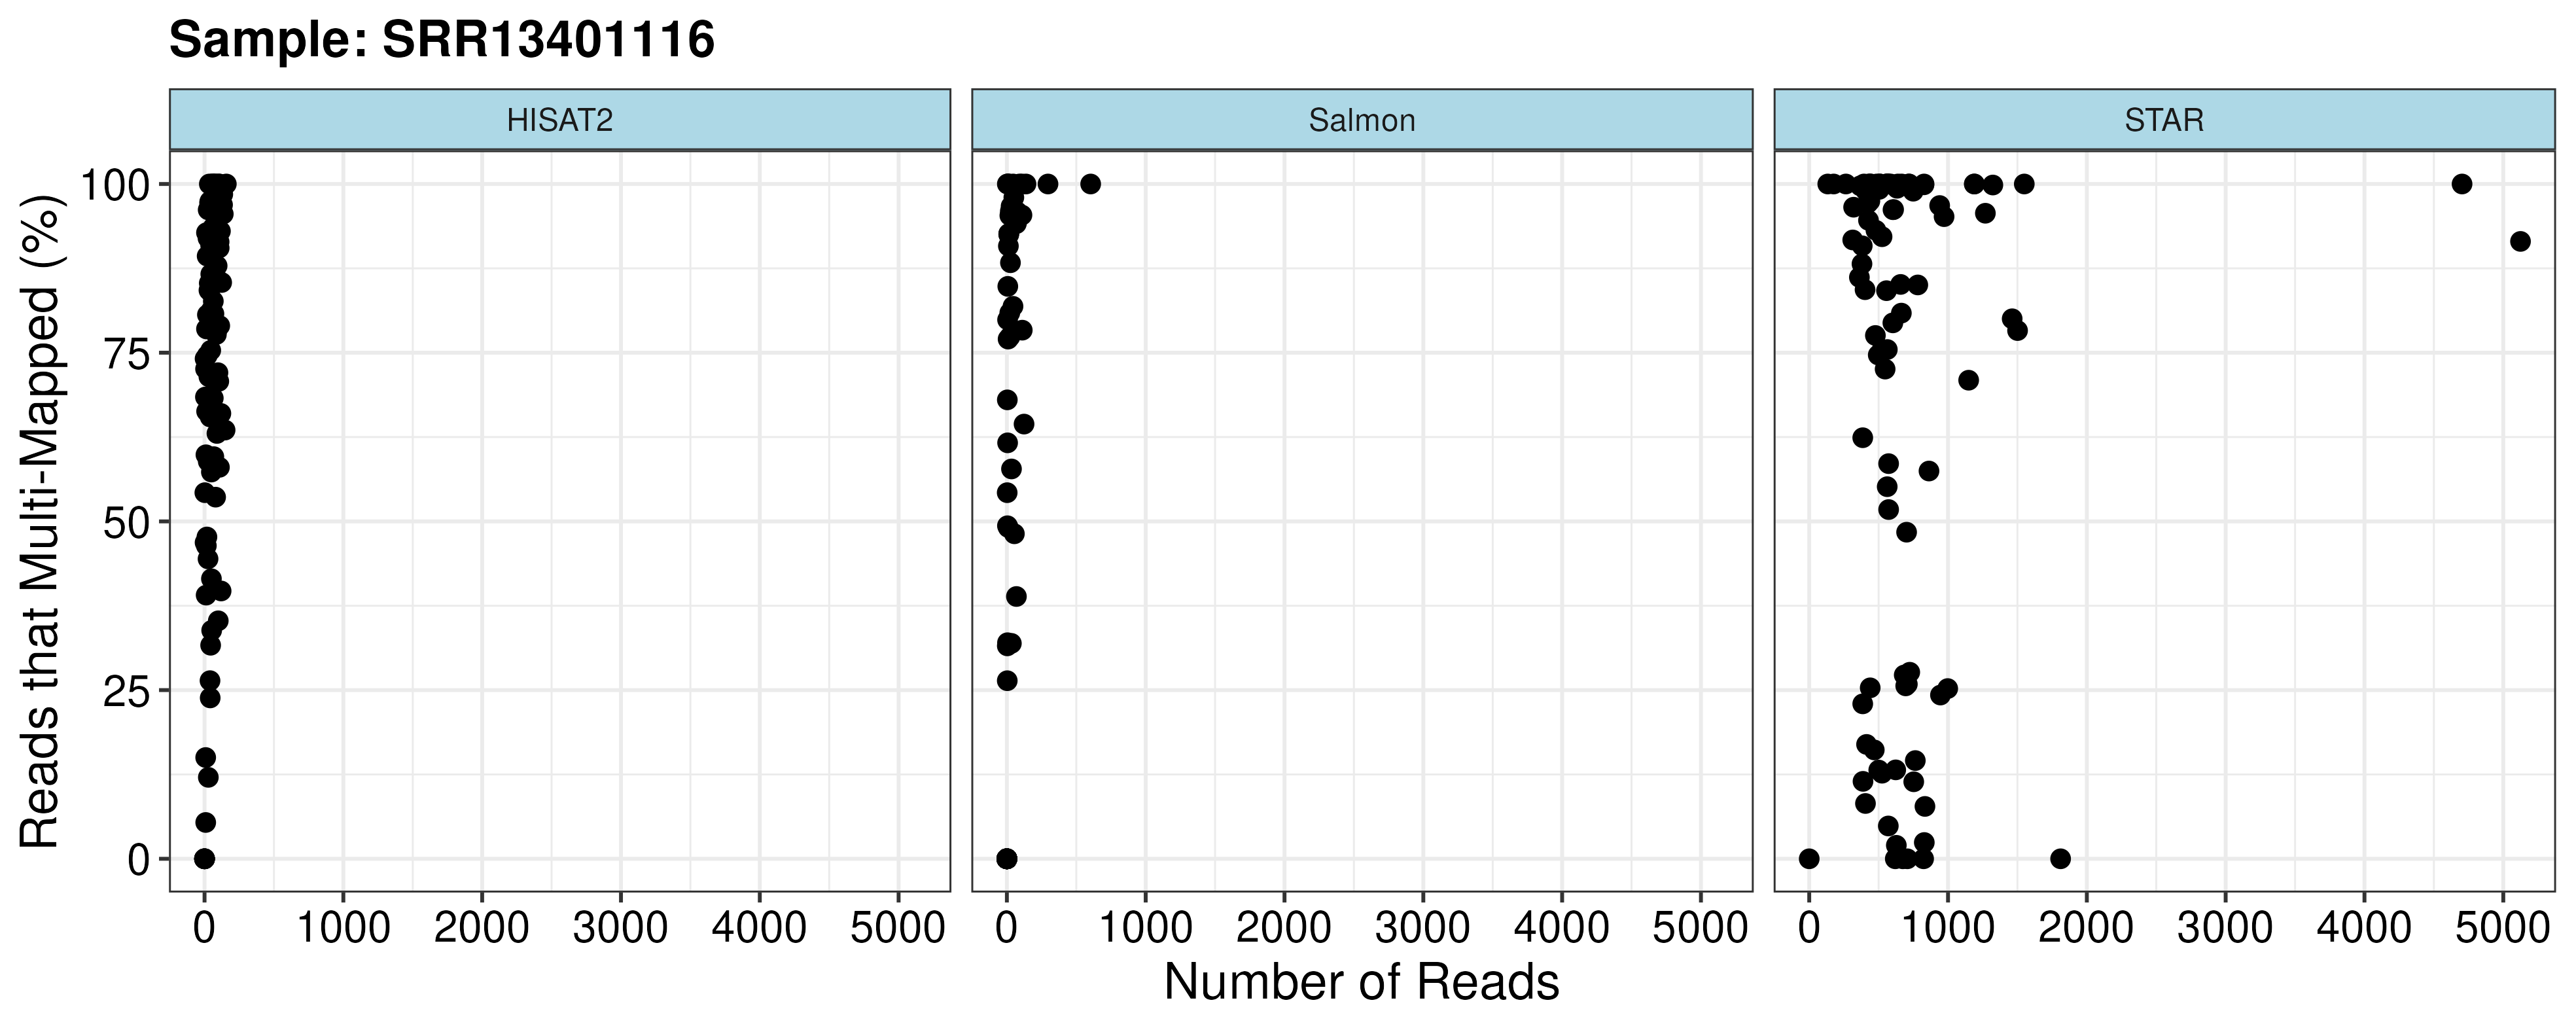 Sample: SRR13401116
HISAT2 Salmon STAR
Reads that Multi-Mapped (%)
100
75
50
25
0
0 1000 2000 3000 4000 5000 0 1000 2000 3000 4000 5000 0 1000 2000 3000 4000 5000
Number of Reads